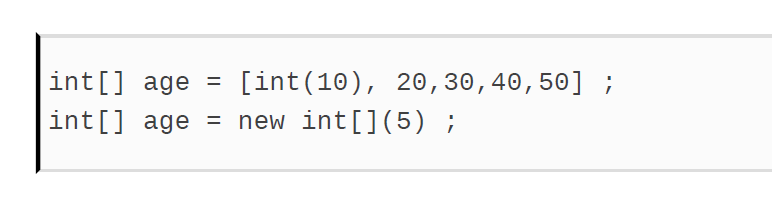 int[] age = [int(10), 20,30,40,50] ;
int[] age = new int[](5) ;